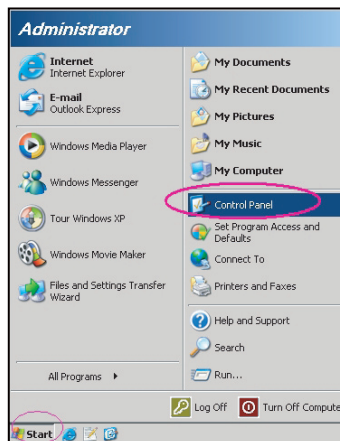 Administrator
Internet
Internet Explorer
E-mail
Outlook Express
Windows Media Player
Windows Messenger
Tour Windows XP
Windows Movie Maker
Files and Settings Transfer
Wizard
All Programs
My Documents
My Recent Documents
My Pictures
My Music
My Computer
Control Panel
Set Program Access and
Defaults
Connect To
Printers and Faxes
Help and Support
Search
Run...
Log Off
Turn Off Compute
Start